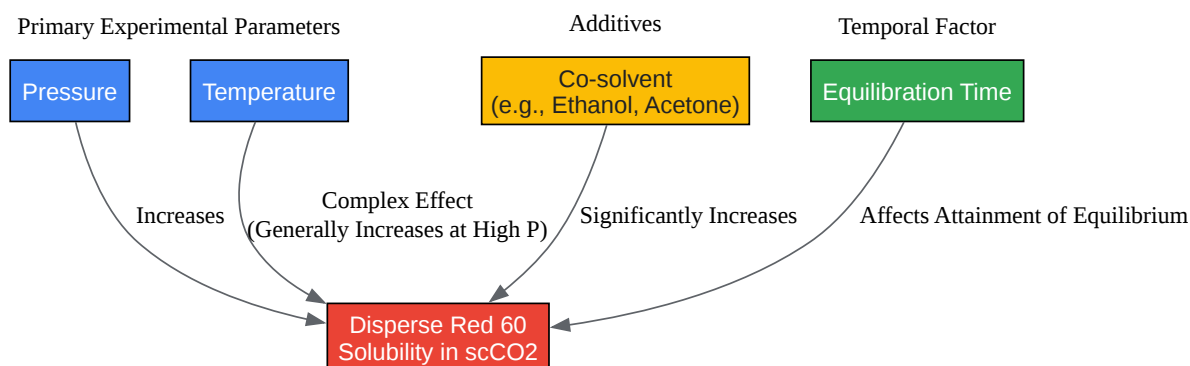 Primary Experimental Parameters
Additives
Temporal Factor
Pressure
Temperature
Co-solvent
(e.g., Ethanol, Acetone)
Equilibration Time
Increases
Complex Effect
(Generally Increases at High P)
Significantly Increases
Affects Attainment of Equilibrium
Disperse Red 60
Solubility in scCO2